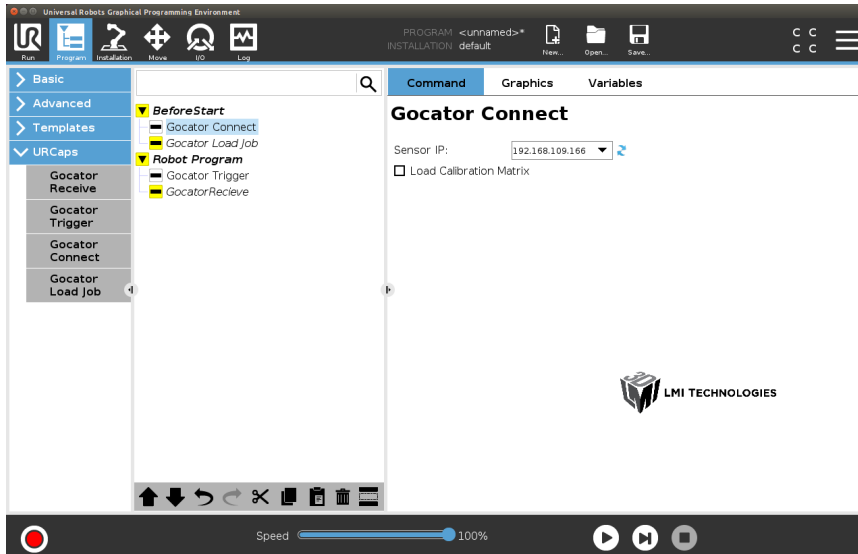 Universal Robots Graphical Programming Environment
PROGRAM <unnamed>*
INSTALLATION default
Run Program Installation Move I/O Log New... Open... Save...
C C
C C
Basic
Advanced
Templates
URCaps
Gocator
Receive
Gocator
Trigger
Gocator
Connect
Gocator
Load Job
BeforeStart
Gocator Connect
Gocator Load Job
Robot Program
Gocator Trigger
GocatorRecieve
Command Graphics Variables
Gocator Connect
Sensor IP: 192.168.109.166
Load Calibration Matrix
3D
LMI
LMI TECHNOLOGIES
Speed 100%